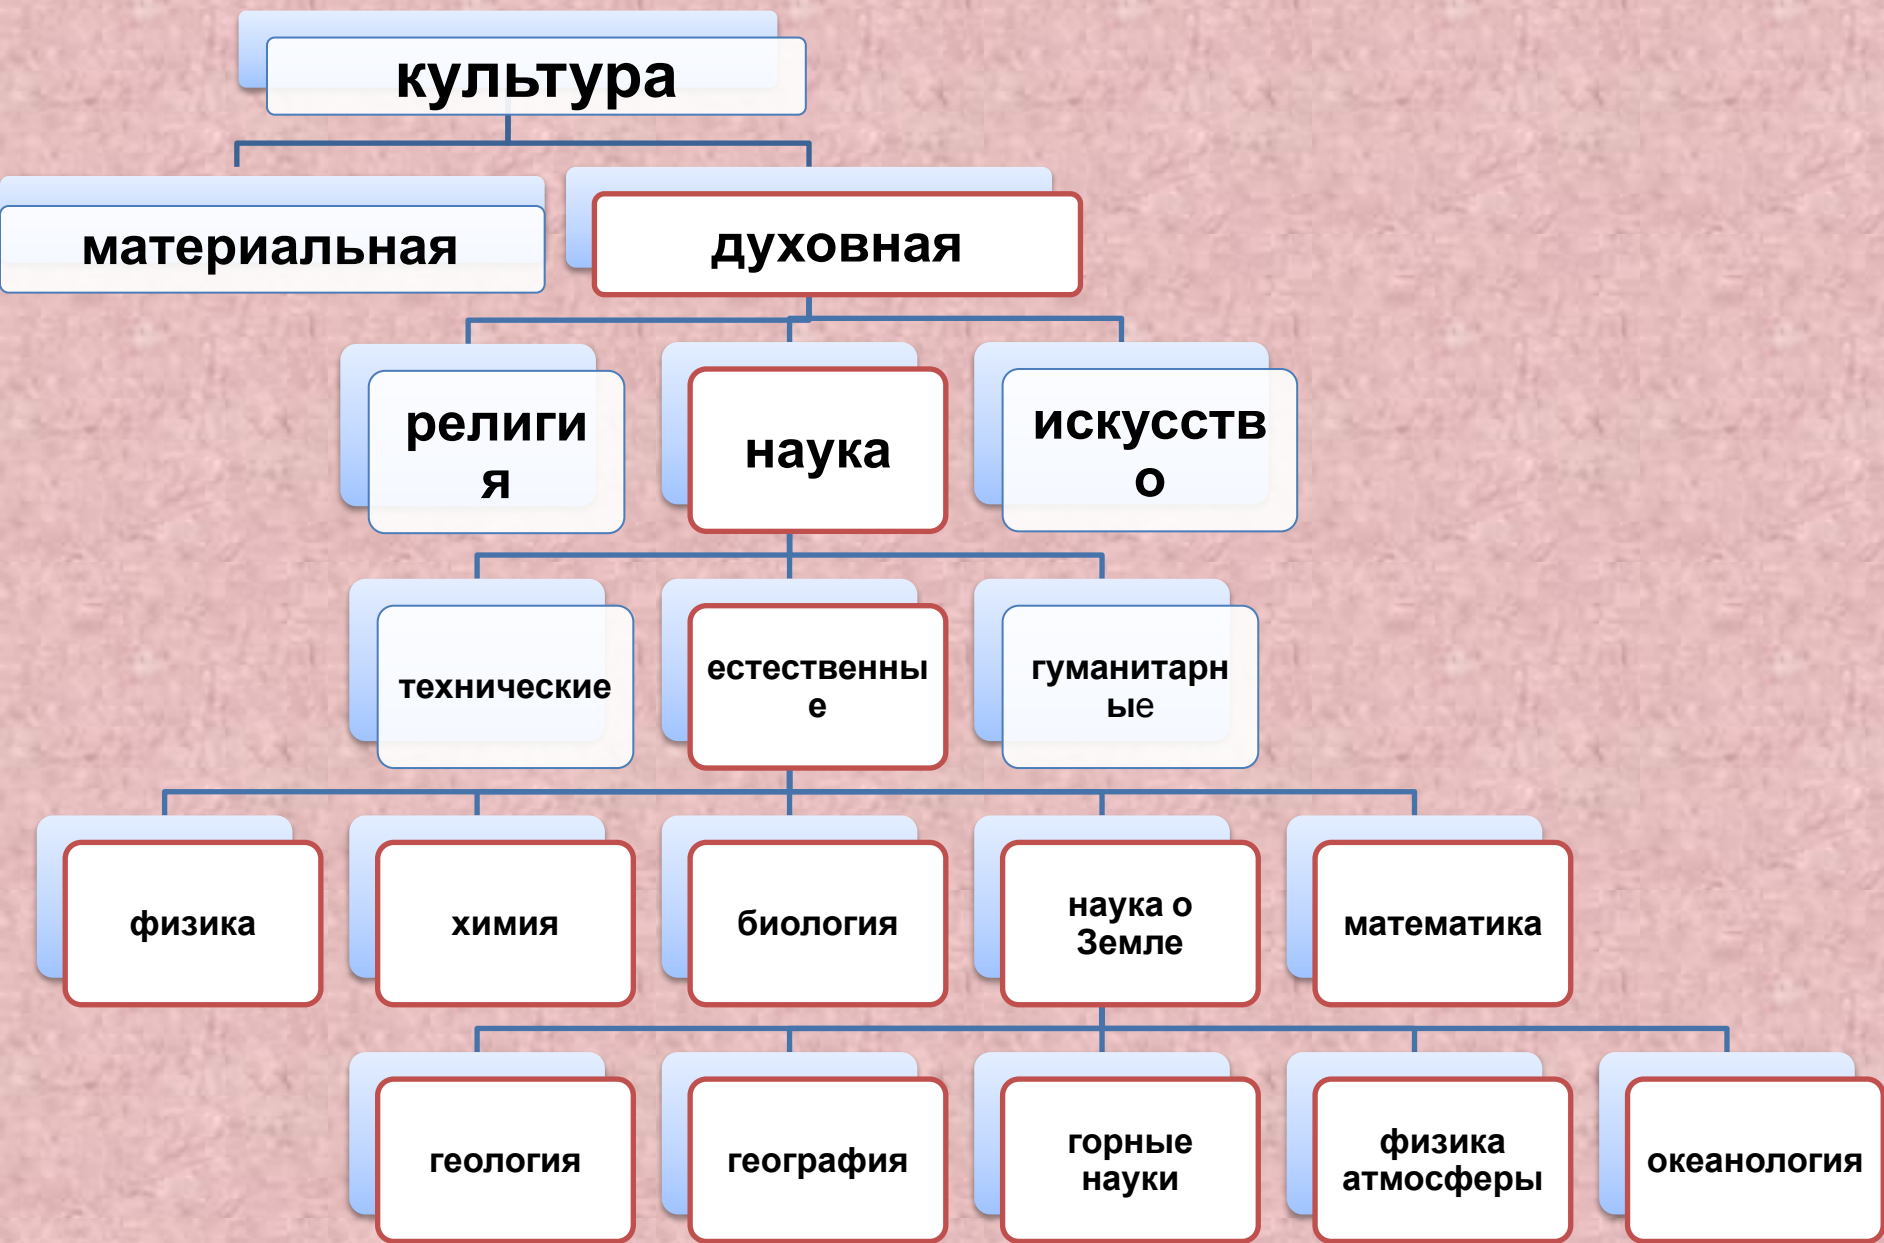 культура
материальная
духовная
религи
я
наука
искусств
о
технические
естественны
е
гуманитарн
ые
физика
химия
биология
наука о
Земле
математика
геология
география
горные
науки
физика
атмосферы
океанология